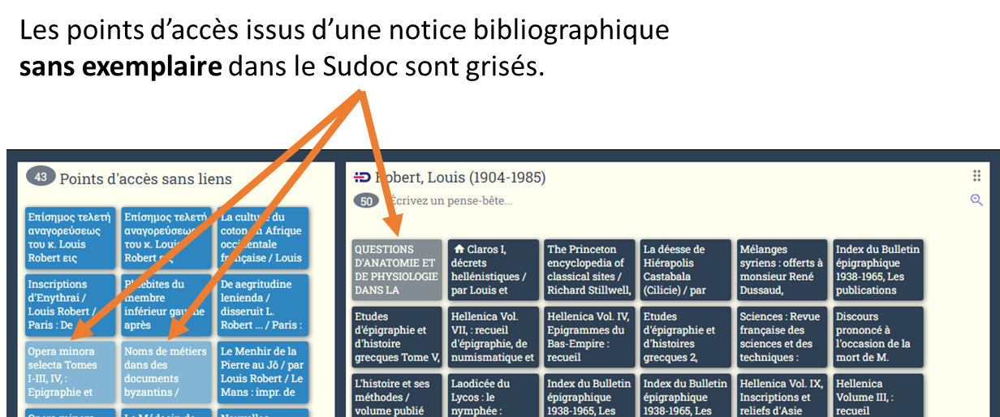 Les points d'accès issus d'une notice bibliographique
sans exemplaire dans le Sudoc sont grisés.
43 Points d'accès sans liens
Επίσημος τελετή
αναγορεύσεως
του κ. Louis
Robert εις
Επίσημος τελετή
αναγορεύσεως
του κ. Louis
Robert εις
La culture du
coton en Afrique
occidentale
française / Louis
Inscriptions
d'Enythrai /
Louis Robert /
Paris : De
Phlébites du
membre
inférieur gauche
après
De aegritudine
lenienda /
disseruit L.
Robert ... / Paris :
Opera minora
selecta Tomes
I-III, IV, :
Epigraphie et
Noms de métiers
dans des
documents
byzantins /
Le Menhir de la
Pierre au Jô / par
Louis Robert / Le
Mans : impr. de
Opera minora
Le Médecin de
Nouvelles
Robert, Louis (1904-1985)
50 Écrivez un pense-bête...
QUESTIONS
D'ANATOMIE ET
DE PHYSIOLOGIE
DANS LA
Claros I,
décrets
hellénistiques /
par Louis et
The Princeton
encyclopedia of
classical sites /
Richard Stillwell,
La déesse de
Hiérapolis
Castabala
(Cilicie) / par
Mélanges
syriens : offerts à
monsieur René
Dussaud,
Index du Bulletin
épigraphique
1938-1965, Les
publications
Etudes
d'épigraphie et
d'histoire
grecques Tome V,
Hellenica Vol.
VII, : recueil
d'épigraphie, de
numismatique et
Hellenica Vol. IV,
Epigrammes du
Bas-Empire :
recueil
Etudes
d'épigraphie et
d'histoires
grecques 2,
Sciences : Revue
française des
sciences et des
techniques :
Discours
prononcé à
l'occasion de la
mort de M.
L'histoire et ses
méthodes /
volume publié
Laodicée du
Lycos : le
nymphée :
Index du Bulletin
épigraphique
1938-1965, Les
Index du Bulletin
épigraphique
1938-1965, Les
Hellenica Vol. IX,
Inscriptions et
reliefs d'Asie
Hellenica
Volume III, :
recueil